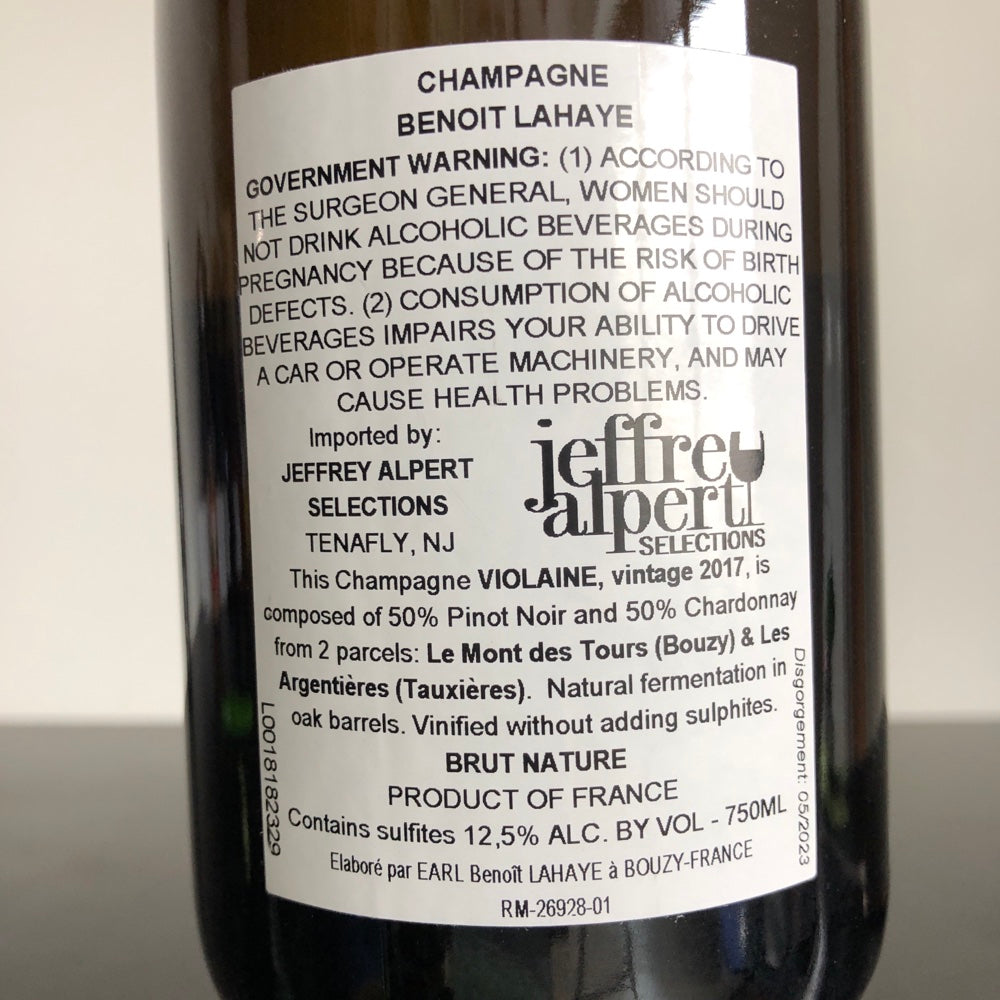 CHAMPAGNE
BENOIT LAHAYE
GOVERNMENT WARNING: (1) ACCORDING TO
THE SURGEON GENERAL, WOMEN SHOULD
NOT DRINK ALCOHOLIC BEVERAGES DURING
PREGNANCY BECAUSE OF THE RISK OF BIRTH
DEFECTS. (2) CONSUMPTION OF ALCOHOLIC
BEVERAGES IMPAIRS YOUR ABILITY TO DRIVE
A CAR OR OPERATE MACHINERY, AND MAY
CAUSE HEALTH PROBLEMS.
Imported by:
JEFFREY ALPERT
SELECTIONS
TENAFLY, NJ
jeffrey
alpert
SELECTIONS
This Champagne VIOLAINE, vintage 2017, is
composed of 50% Pinot Noir and 50% Chardonnay
from 2 parcels: Le Mont des Tours (Bouzy) & Les
Argentières (Tauxières). Natural fermentation in
oak barrels. Vinified without adding sulphites.
BRUT NATURE
PRODUCT OF FRANCE
Contains sulfites 12,5% ALC. BY VOL - 750ML
Elaboré par EARL Benoît LAHAYE à BOUZY-FRANCE
RM-26928-01
L0018182329
Disgorgement: 05/2023